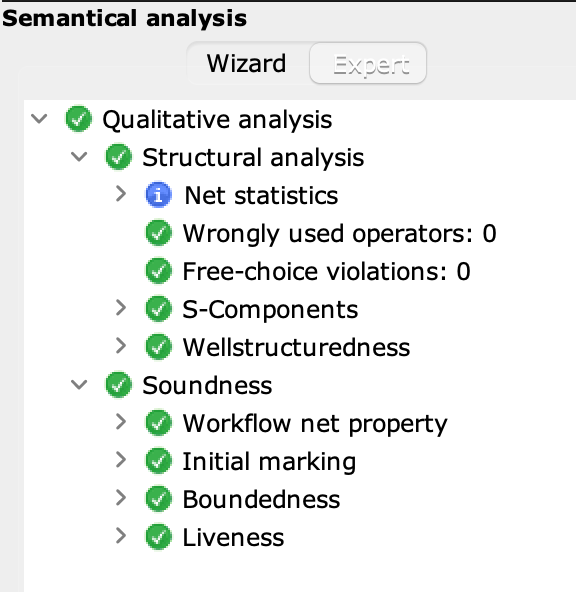 Semantical analysis
Wizard Expert
Qualitative analysis
Structural analysis
Net statistics
Wrongly used operators: 0
Free-choice violations: 0
S-Components
Wellstructuredness
Soundness
Workflow net property
Initial marking
Boundedness
Liveness